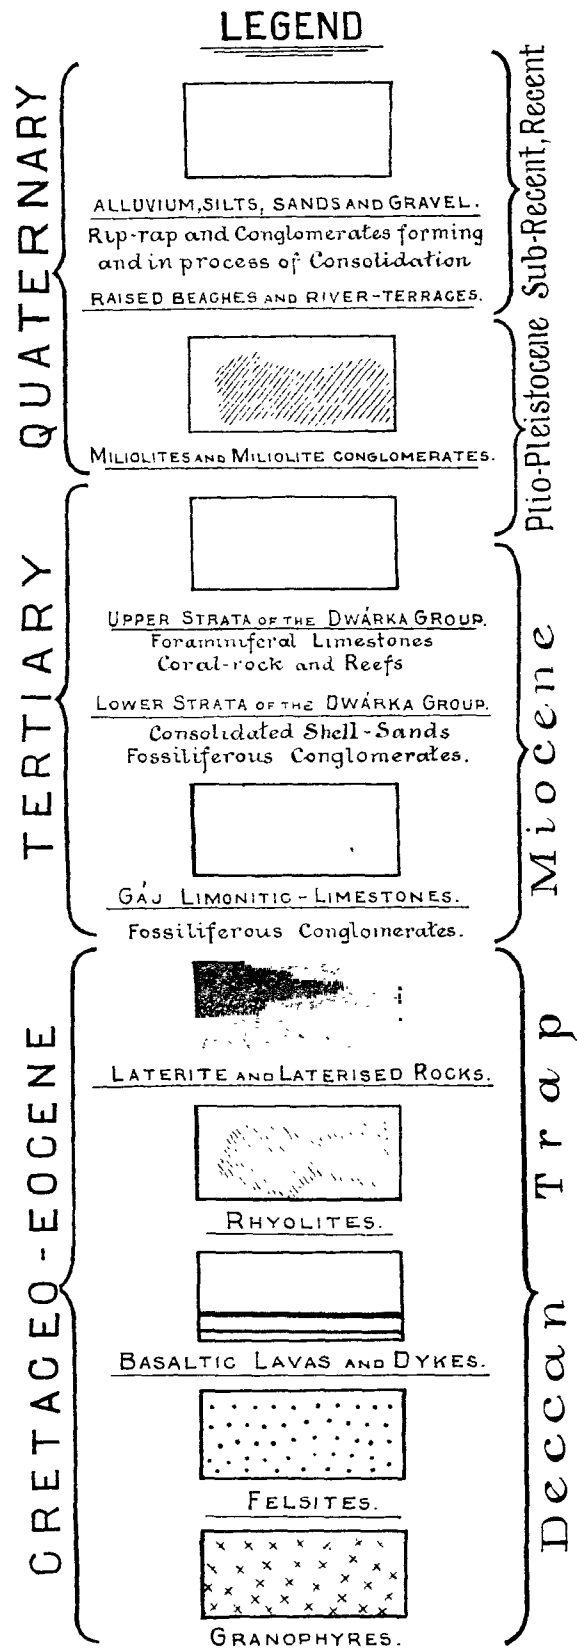 LEGEND
QUATERNARY
Sub-Recent, Recent
ALLUVIUM, SILTS, SANDS AND GRAVEL.
Rip-rap and Conglomerates forming
and in process of Consolidation
RAISED BEACHES AND RIVER-TERRACES.
Plio-Pleistocene
MILIOLITES AND MILIOLITE CONGLOMERATES.
TERTIARY
Miocene
UPPER STRATA OF THE DWÁRKA GROUP.
Foraminiferal Limestones
Coral-rock and Reefs
LOWER STRATA OF THE DWÁRKA GROUP.
Consolidated Shell-Sands
Fossiliferous Conglomerates.
GÁJ LIMONITIC-LIMESTONES.
Fossiliferous Conglomerates.
CRETACEO-EOCENE
Deccan Trap
LATERITE AND LATERISED ROCKS.
RHYOLITES.
BASALTIC LAVAS AND DYKES.
FELSITES.
GRANOPHYRES.